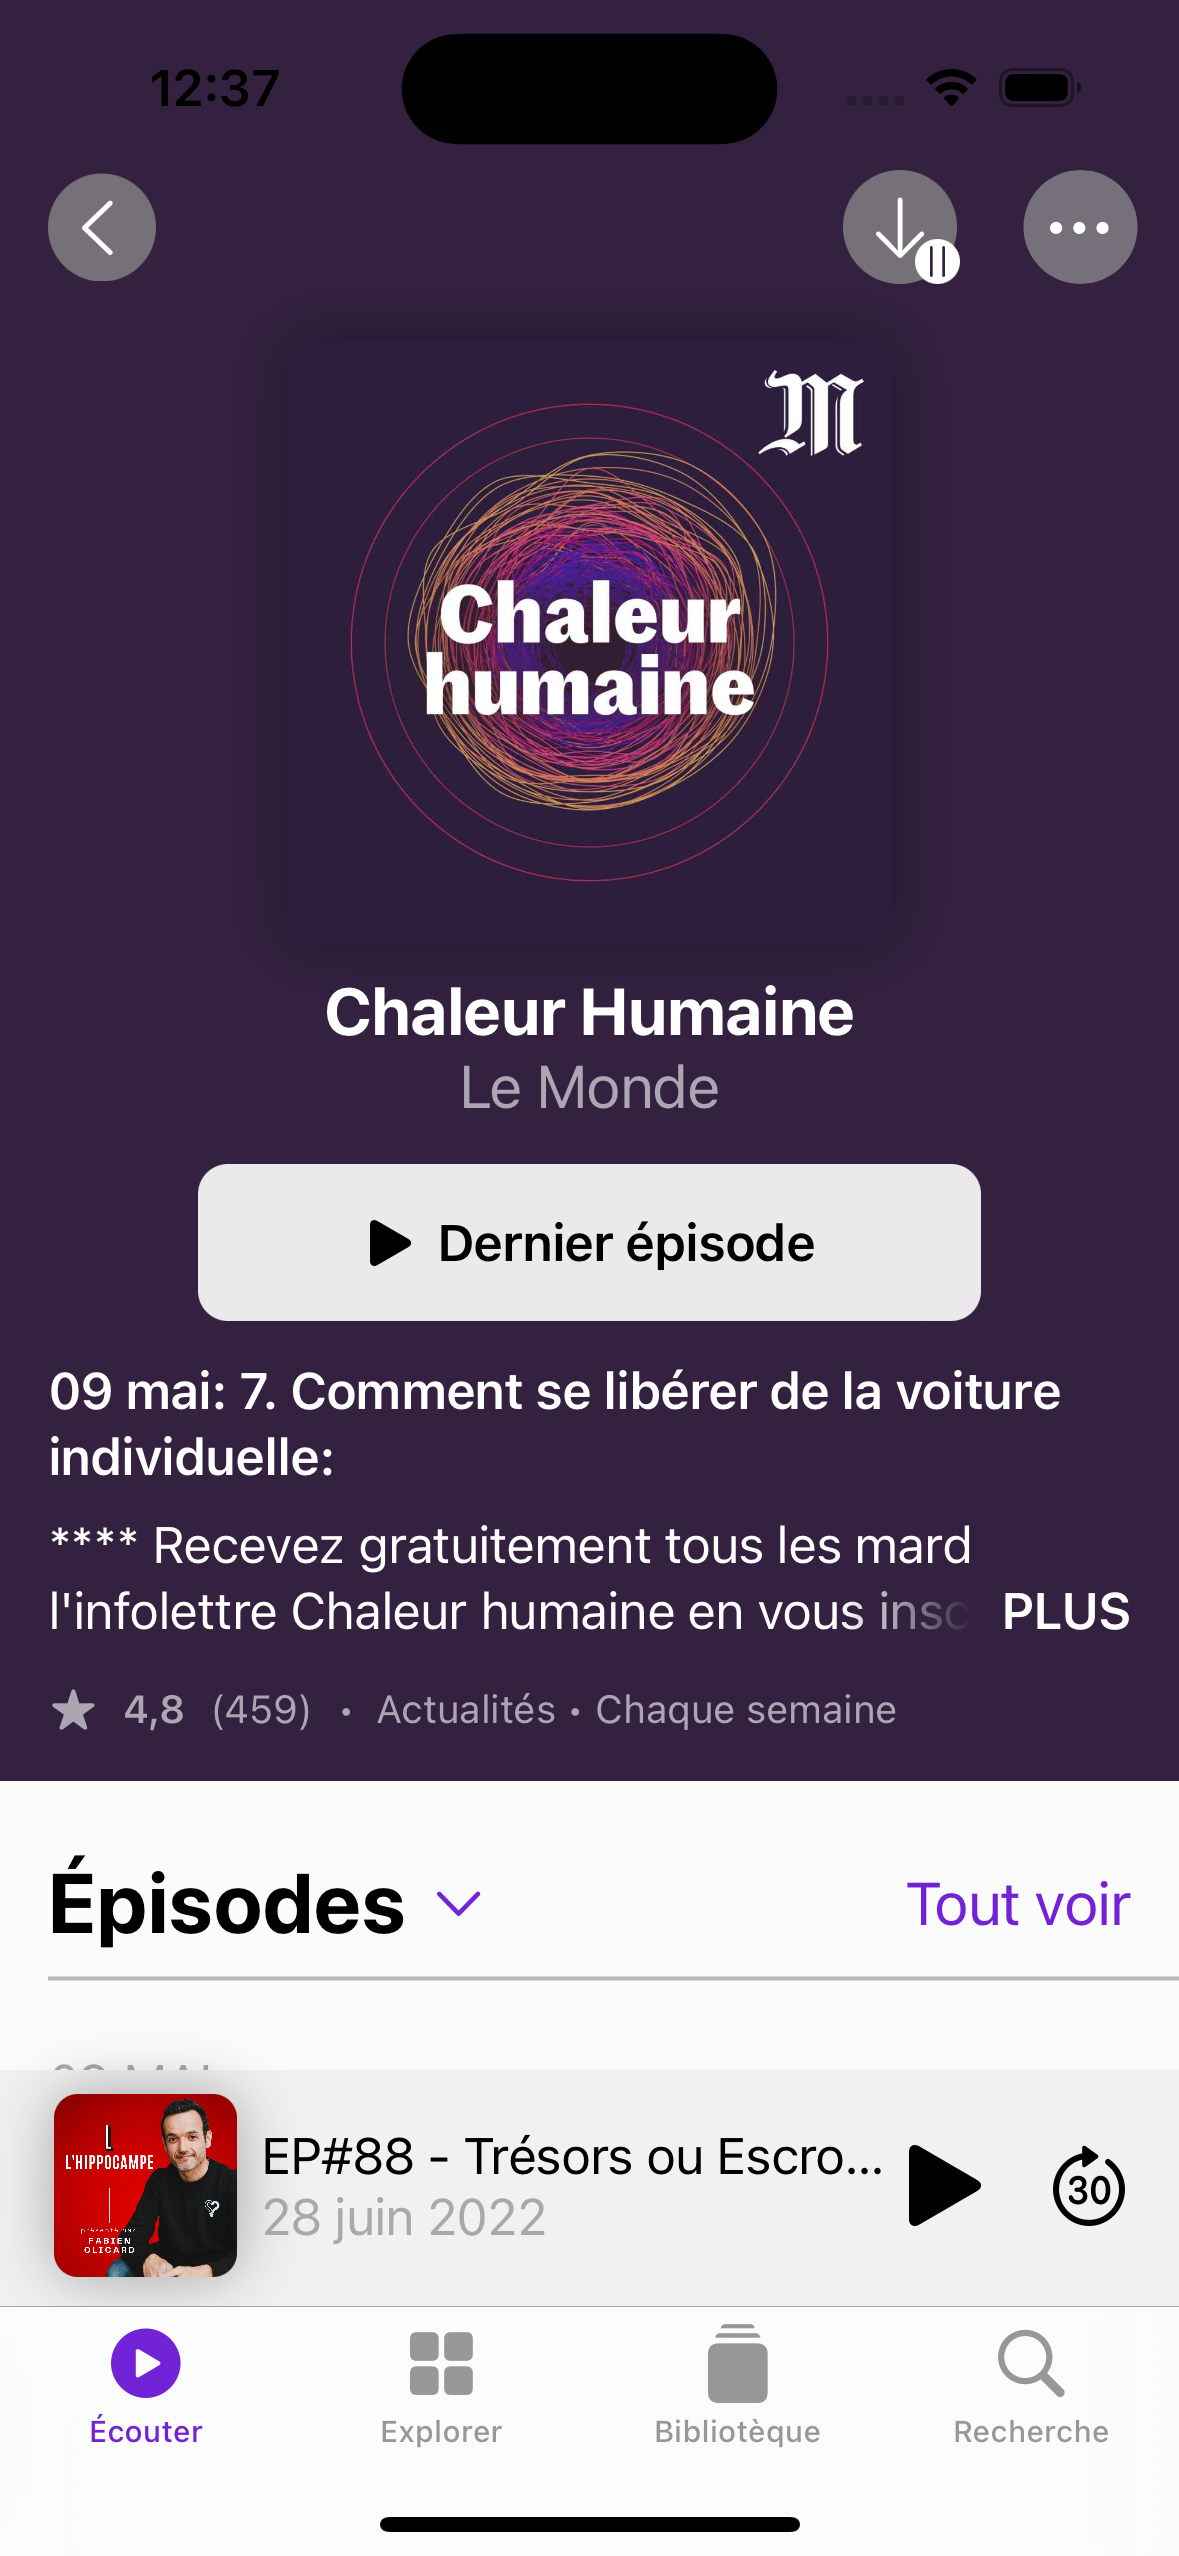 12:37
M
Chaleur
humaine
Chaleur Humaine
Le Monde
Dernier épisode
09 mai: 7. Comment se libérer de la voiture
individuelle:
**** Recevez gratuitement tous les mard
l'infolettre Chaleur humaine en vous insc PLUS
4,8 (459) • Actualités • Chaque semaine
Épisodes Tout voir
L
L'HIPPOCAMPE
présenté par
FABIEN
OLICARD
EP#88 - Trésors ou Escro...
28 juin 2022
30
Écouter Explorer Bibliotèque Recherche